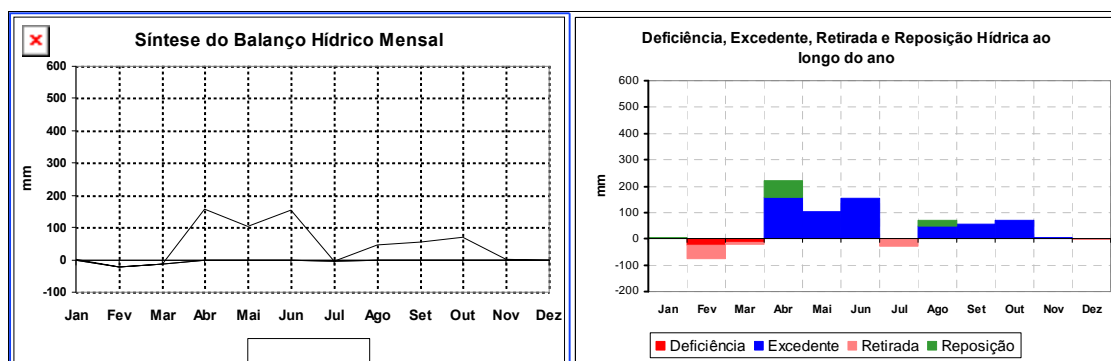 Síntese do Balanço Hídrico Mensal
600
500
400
300
200
100
0
-100
mm
Jan Fev Mar Abr Mai Jun Jul Ago Set Out Nov Dez
Deficiência, Excedente, Retirada e Reposição Hídrica ao
longo do ano
600
500
400
300
200
100
0
-100
-200
mm
Jan Fev Mar Abr Mai Jun Jul Ago Set Out Nov Dez
Deficiência Excedente Retirada Reposição